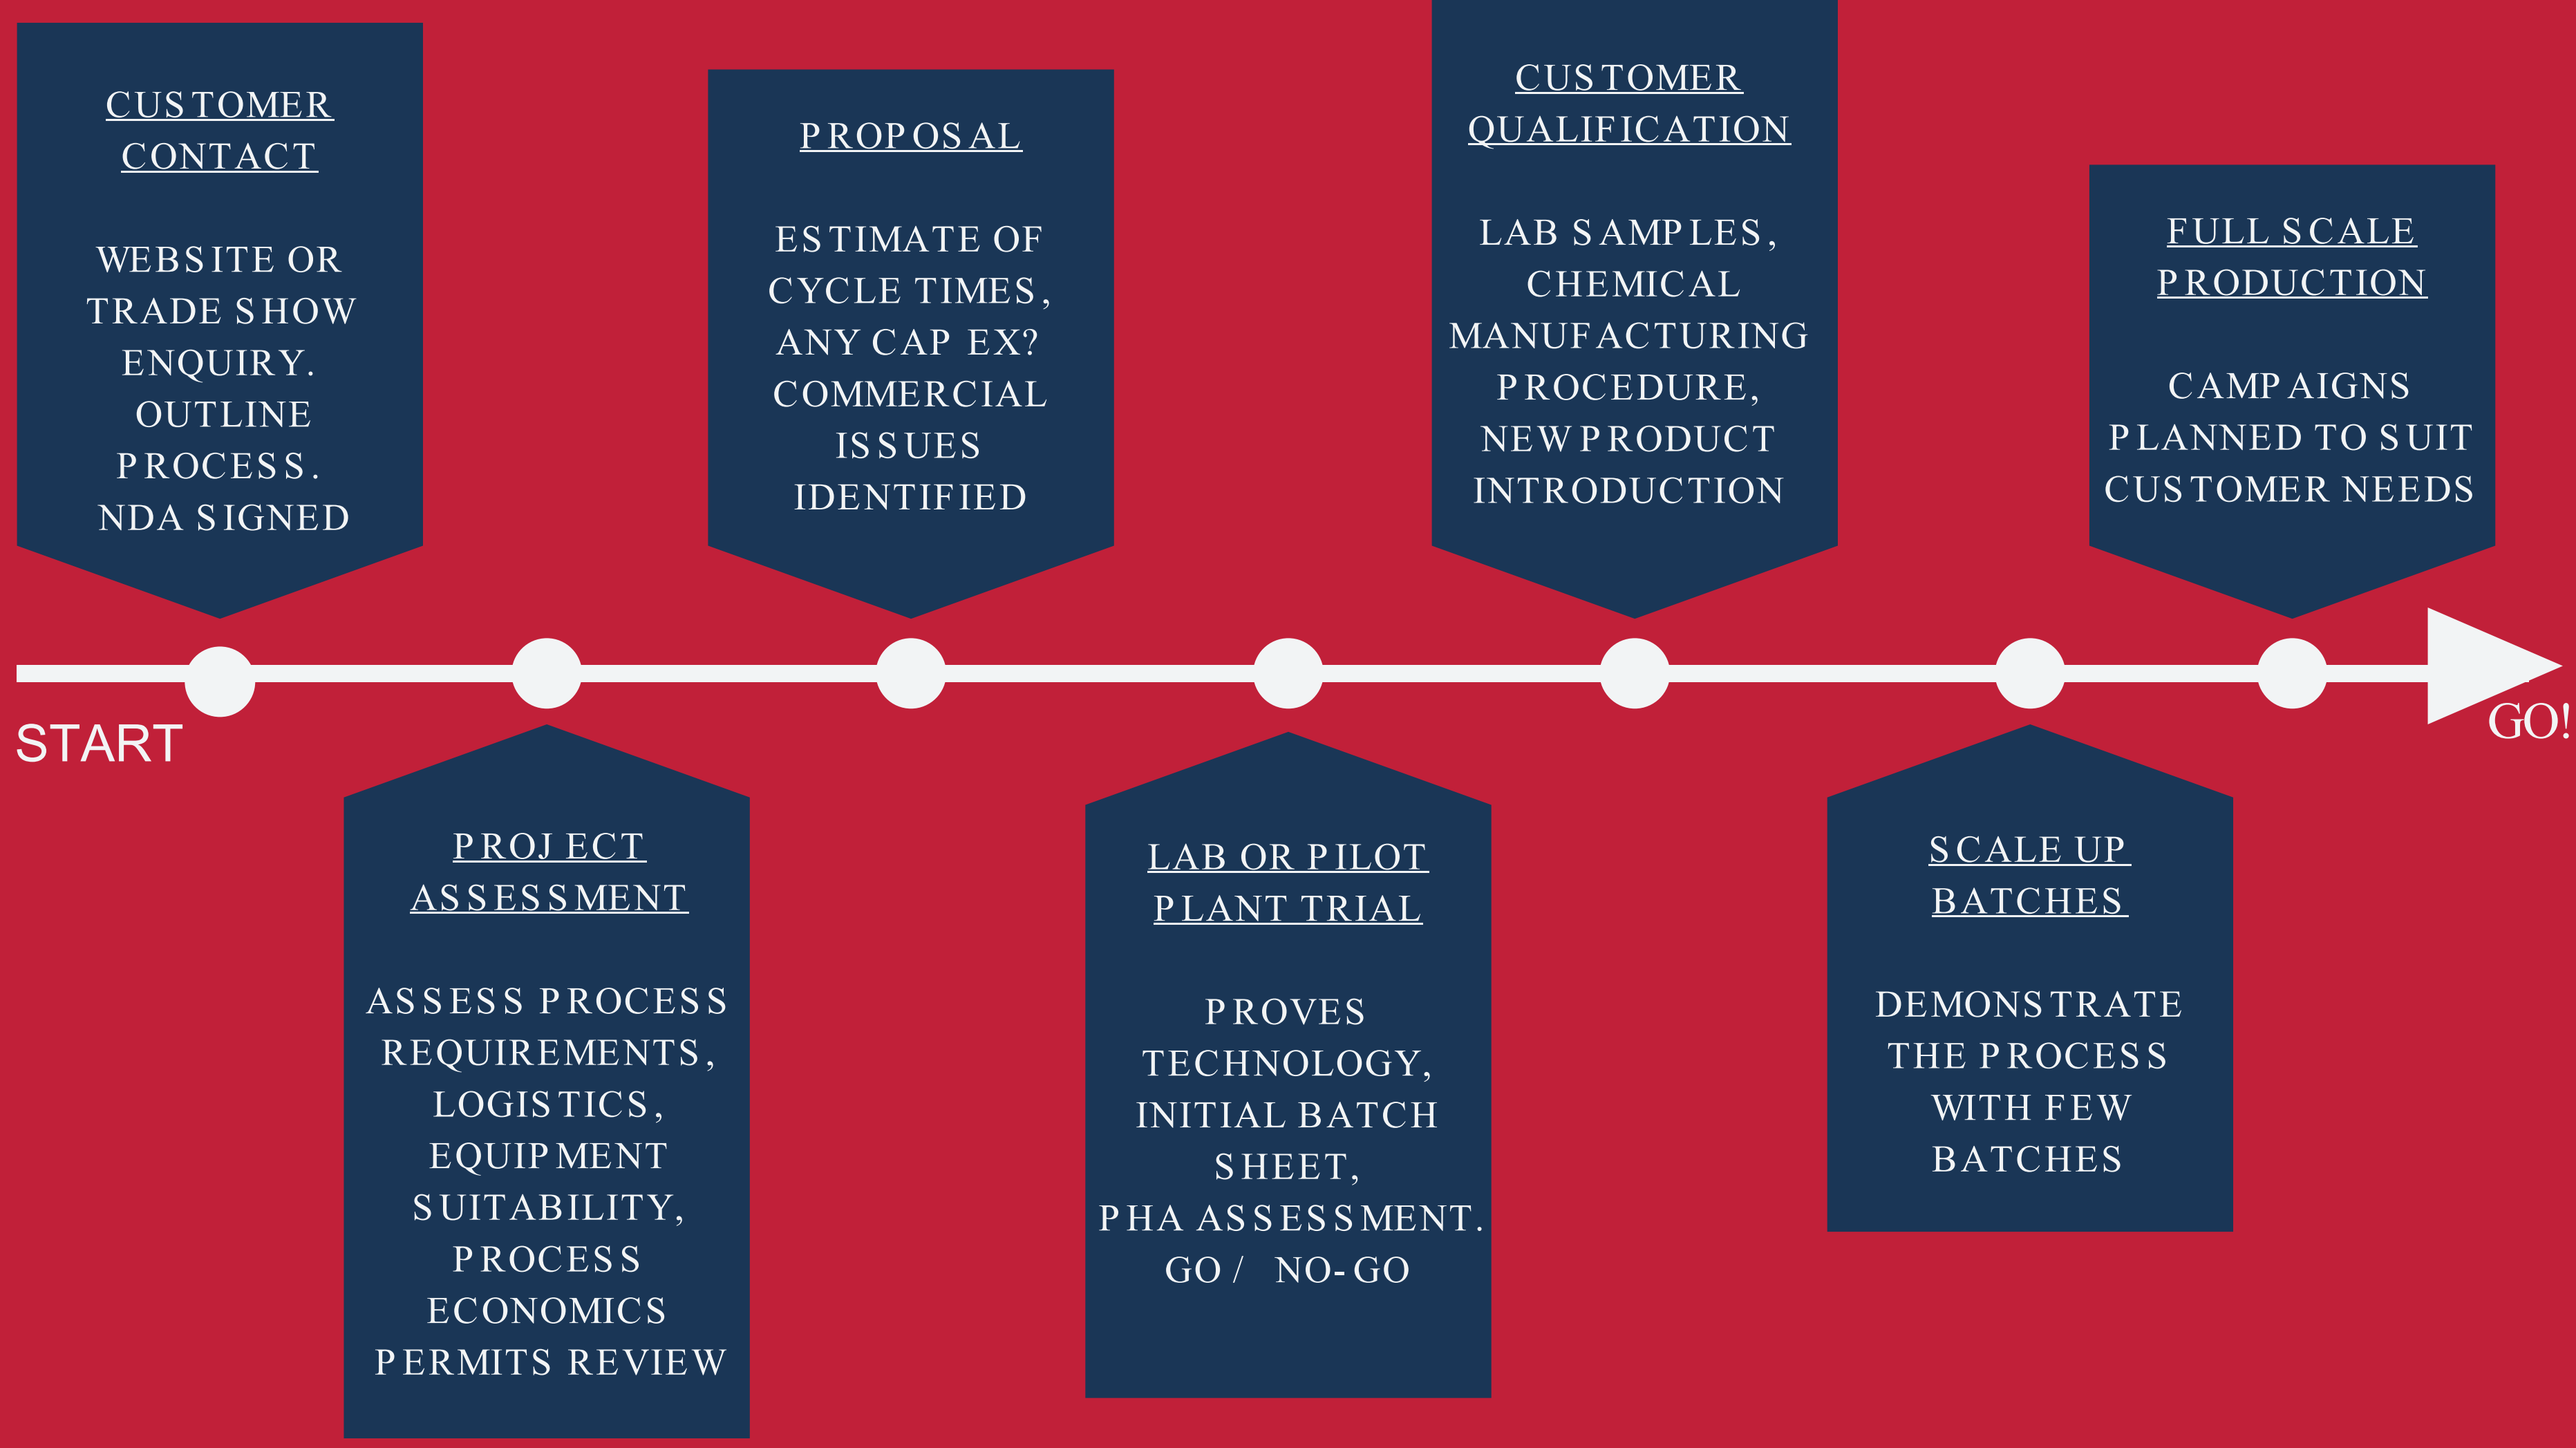 CUSTOMER
CONTACT
WEBSITE OR
TRADE SHOW
ENQUIRY.
OUTLINE
PROCESS.
NDA SIGNED
PROPOSAL
ESTIMATE OF
CYCLE TIMES,
ANY CAP EX?
COMMERCIAL
ISSUES
IDENTIFIED
CUSTOMER
QUALIFICATION
LAB SAMPLES,
CHEMICAL
MANUFACTURING
PROCEDURE,
NEW PRODUCT
INTRODUCTION
FULL SCALE
PRODUCTION
CAMPAIGNS
PLANNED TO SUIT
CUSTOMER NEEDS
START
GO!
PROJECT
ASSESSMENT
ASSESS PROCESS
REQUIREMENTS,
LOGISTICS,
EQUIPMENT
SUITABILITY,
PROCESS
ECONOMICS
PERMITS REVIEW
LAB OR PILOT
PLANT TRIAL
PROVES
TECHNOLOGY,
INITIAL BATCH
SHEET,
PHA ASSESSMENT.
GO / NO-GO
SCALE UP
BATCHES
DEMONSTRATE
THE PROCESS
WITH FEW
BATCHES